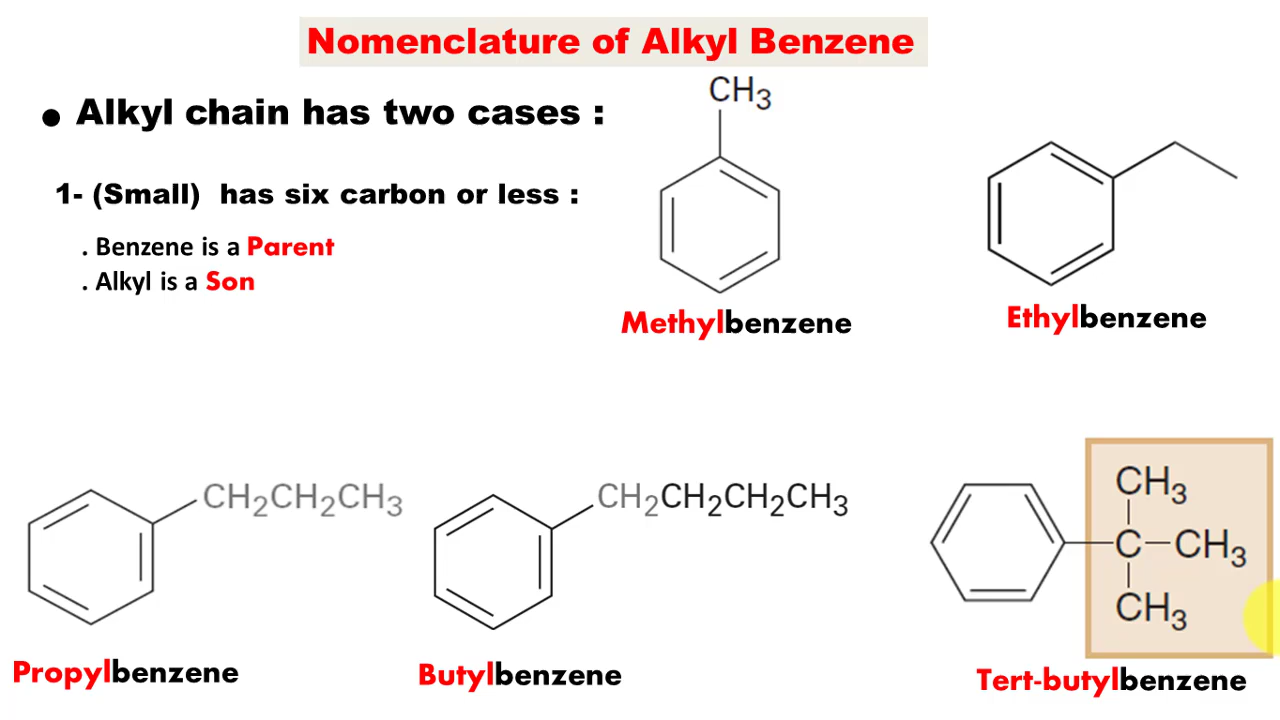 Nomenclature of Alkyl Benzene
• Alkyl chain has two cases :
1- (Small) has six carbon or less :
. Benzene is a Parent
. Alkyl is a Son
CH₃
Methylbenzene
Ethylbenzene
CH₂CH₂CH₃
Propylbenzene
CH₂CH₂CH₂CH₃
Butylbenzene
CH₃
C—CH₃
CH₃
Tert-butylbenzene